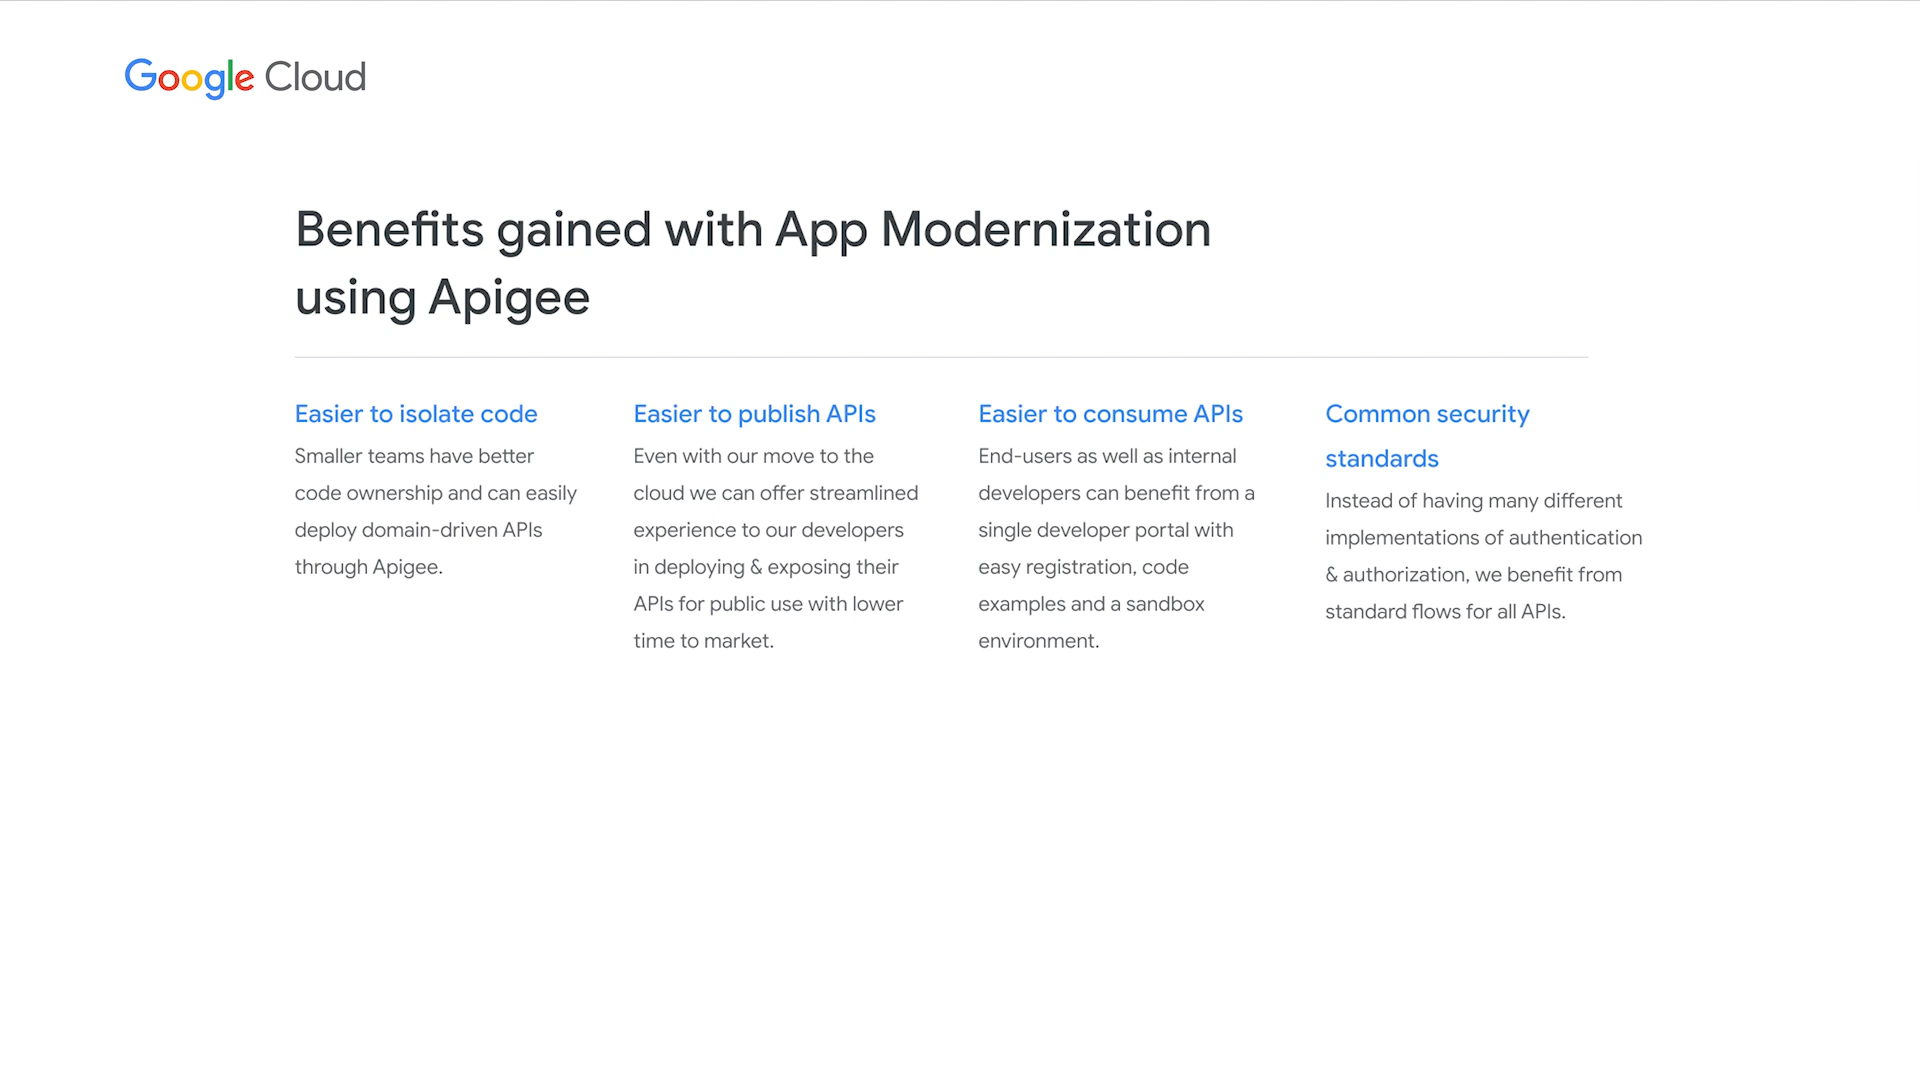 Google Cloud
Benefits gained with App Modernization
using Apigee
Easier to isolate code
Smaller teams have better
code ownership and can easily
deploy domain-driven APIs
through Apigee.
Easier to publish APIs
Even with our move to the
cloud we can offer streamlined
experience to our developers
in deploying & exposing their
APIs for public use with lower
time to market.
Easier to consume APIs
End-users as well as internal
developers can benefit from a
single developer portal with
easy registration, code
examples and a sandbox
environment.
Common security
standards
Instead of having many different
implementations of authentication
& authorization, we benefit from
standard flows for all APIs.